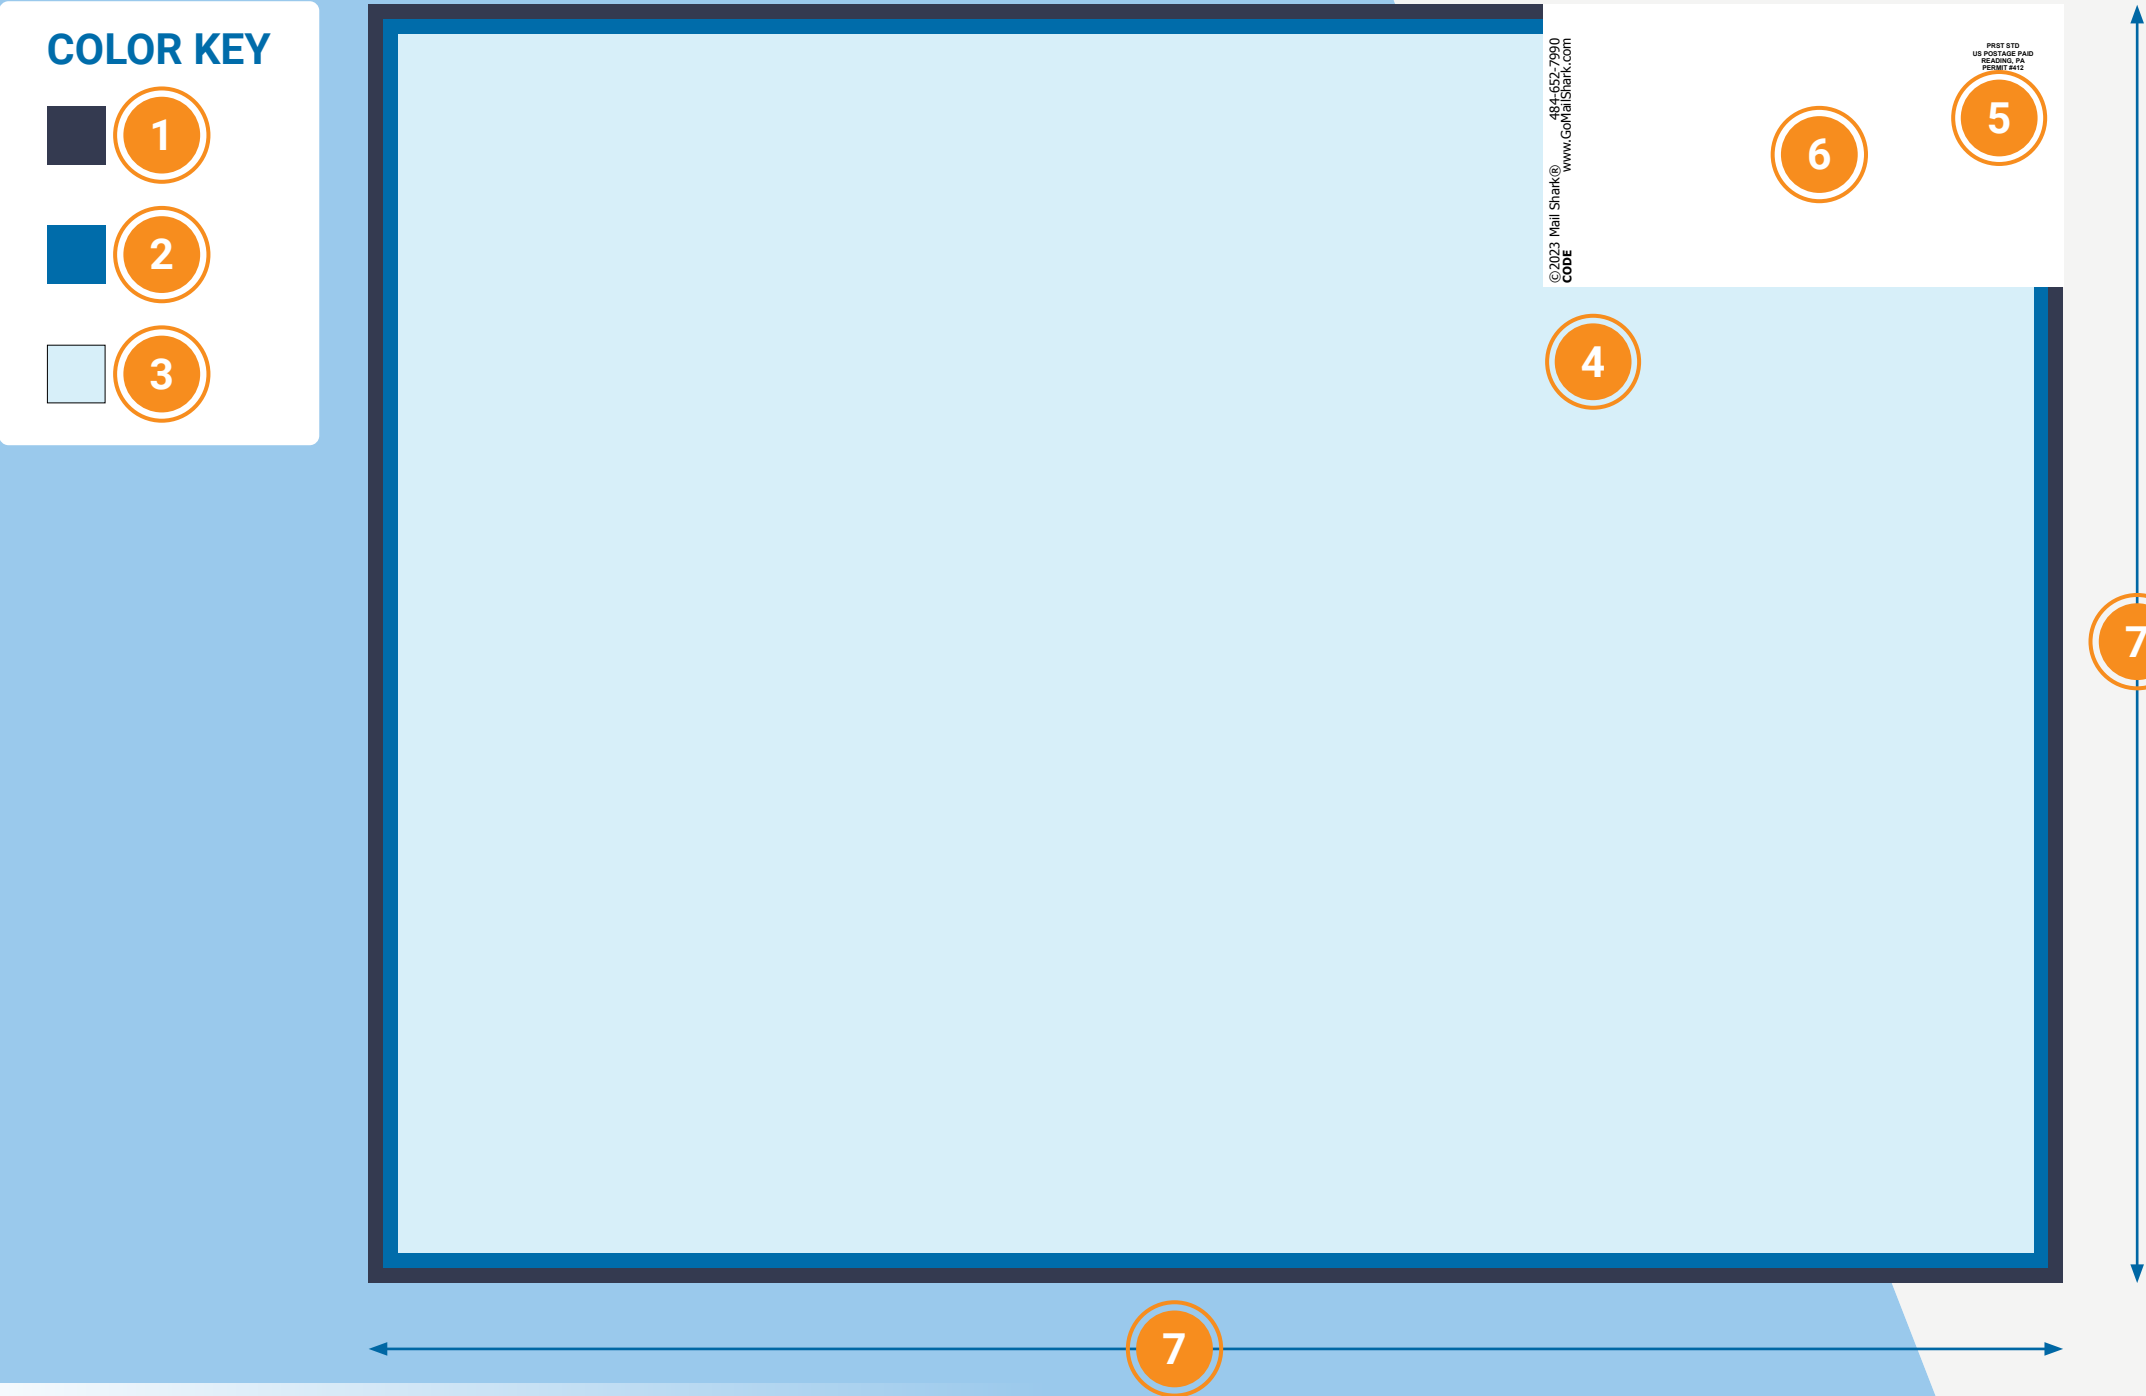 COLOR KEY
1
2
3
©2023 Mail Shark® 484-652-7990
CODE www.GoMailShark.com
PRST STD
US POSTAGE PAID
READING, PA
PERMIT #412
5
6
4
7
7